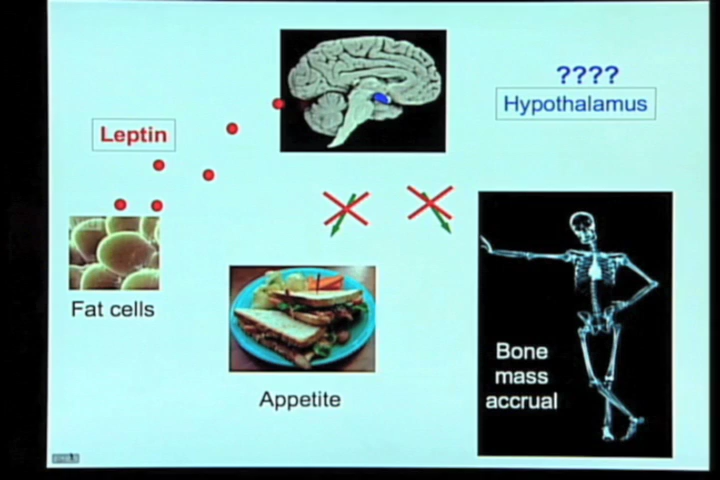 ????
Hypothalamus
Leptin
Fat cells
Appetite
Bone
mass
accrual